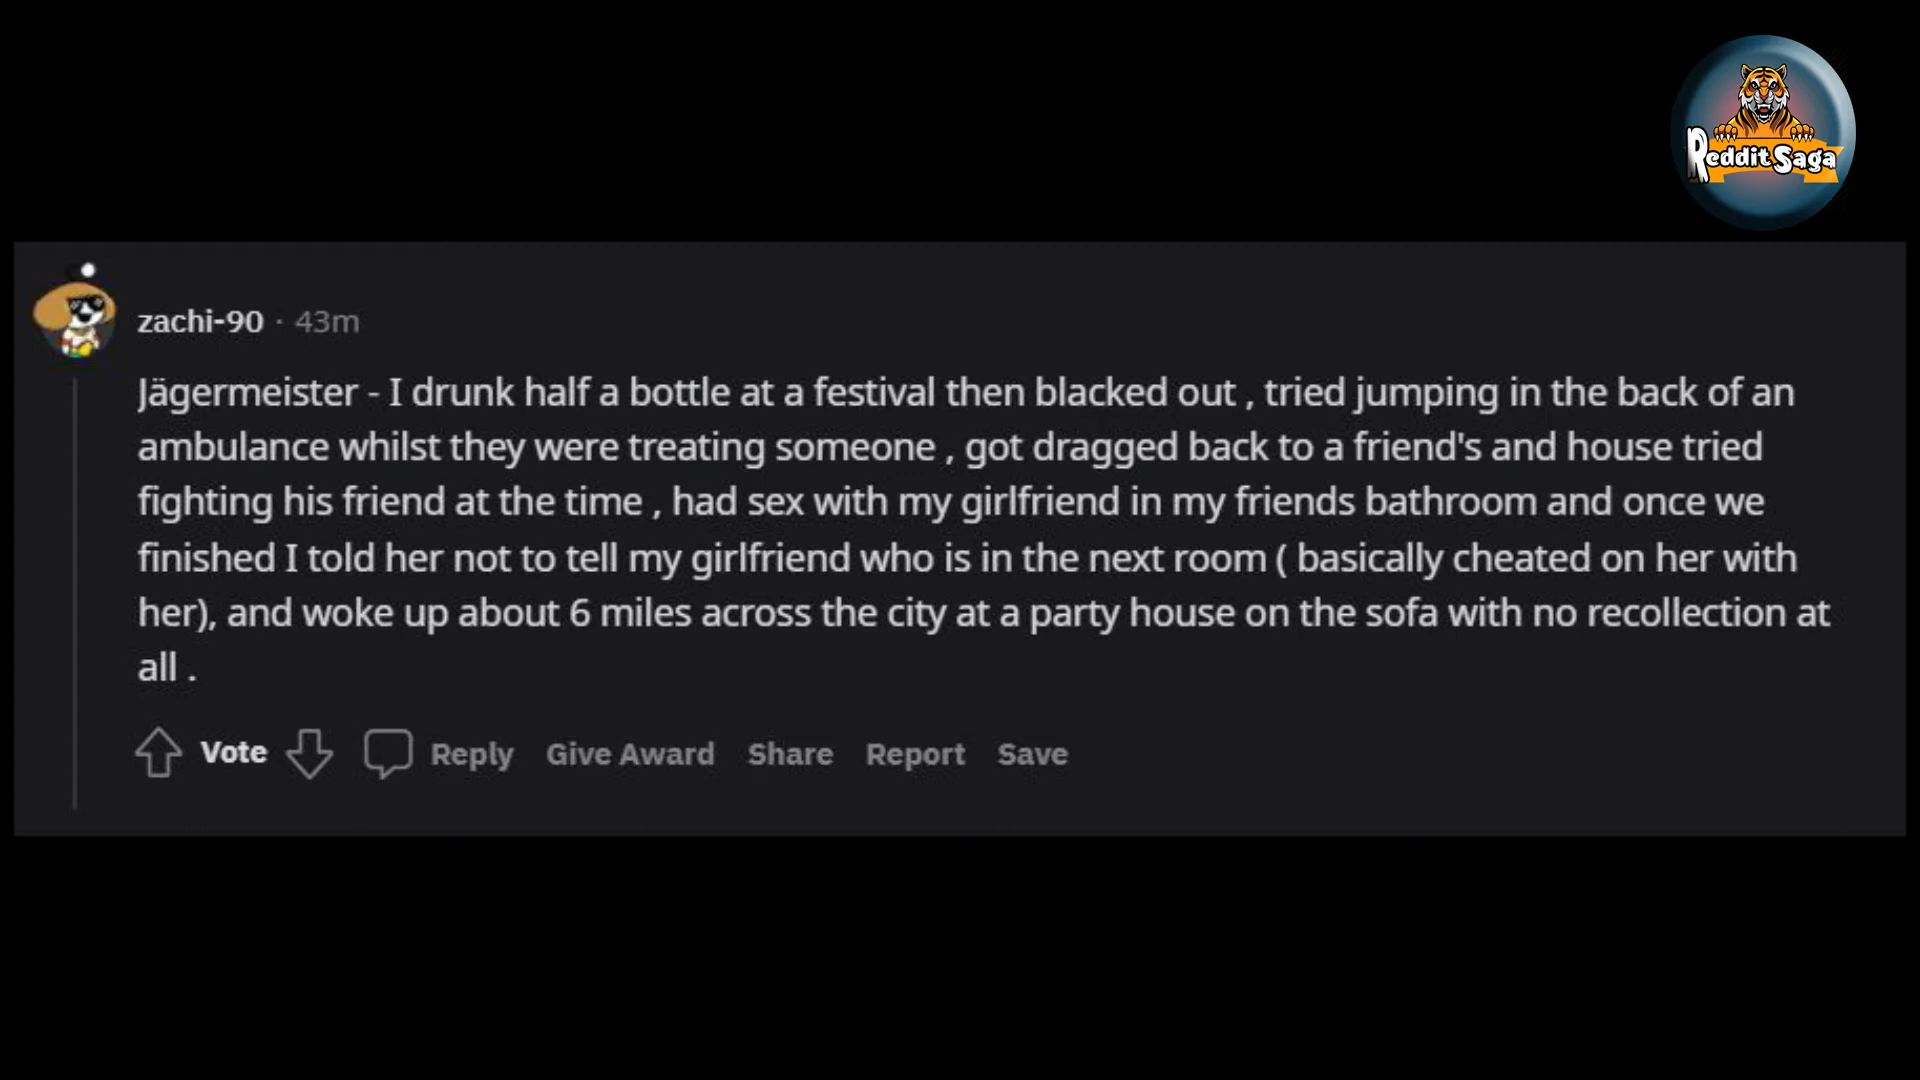 Reddit Saga
zachi-90 · 43m
Jägermeister - I drunk half a bottle at a festival then blacked out , tried jumping in the back of an
ambulance whilst they were treating someone , got dragged back to a friend's and house tried
fighting his friend at the time , had sex with my girlfriend in my friends bathroom and once we
finished I told her not to tell my girlfriend who is in the next room ( basically cheated on her with
her), and woke up about 6 miles across the city at a party house on the sofa with no recollection at
all .
Vote Reply Give Award Share Report Save